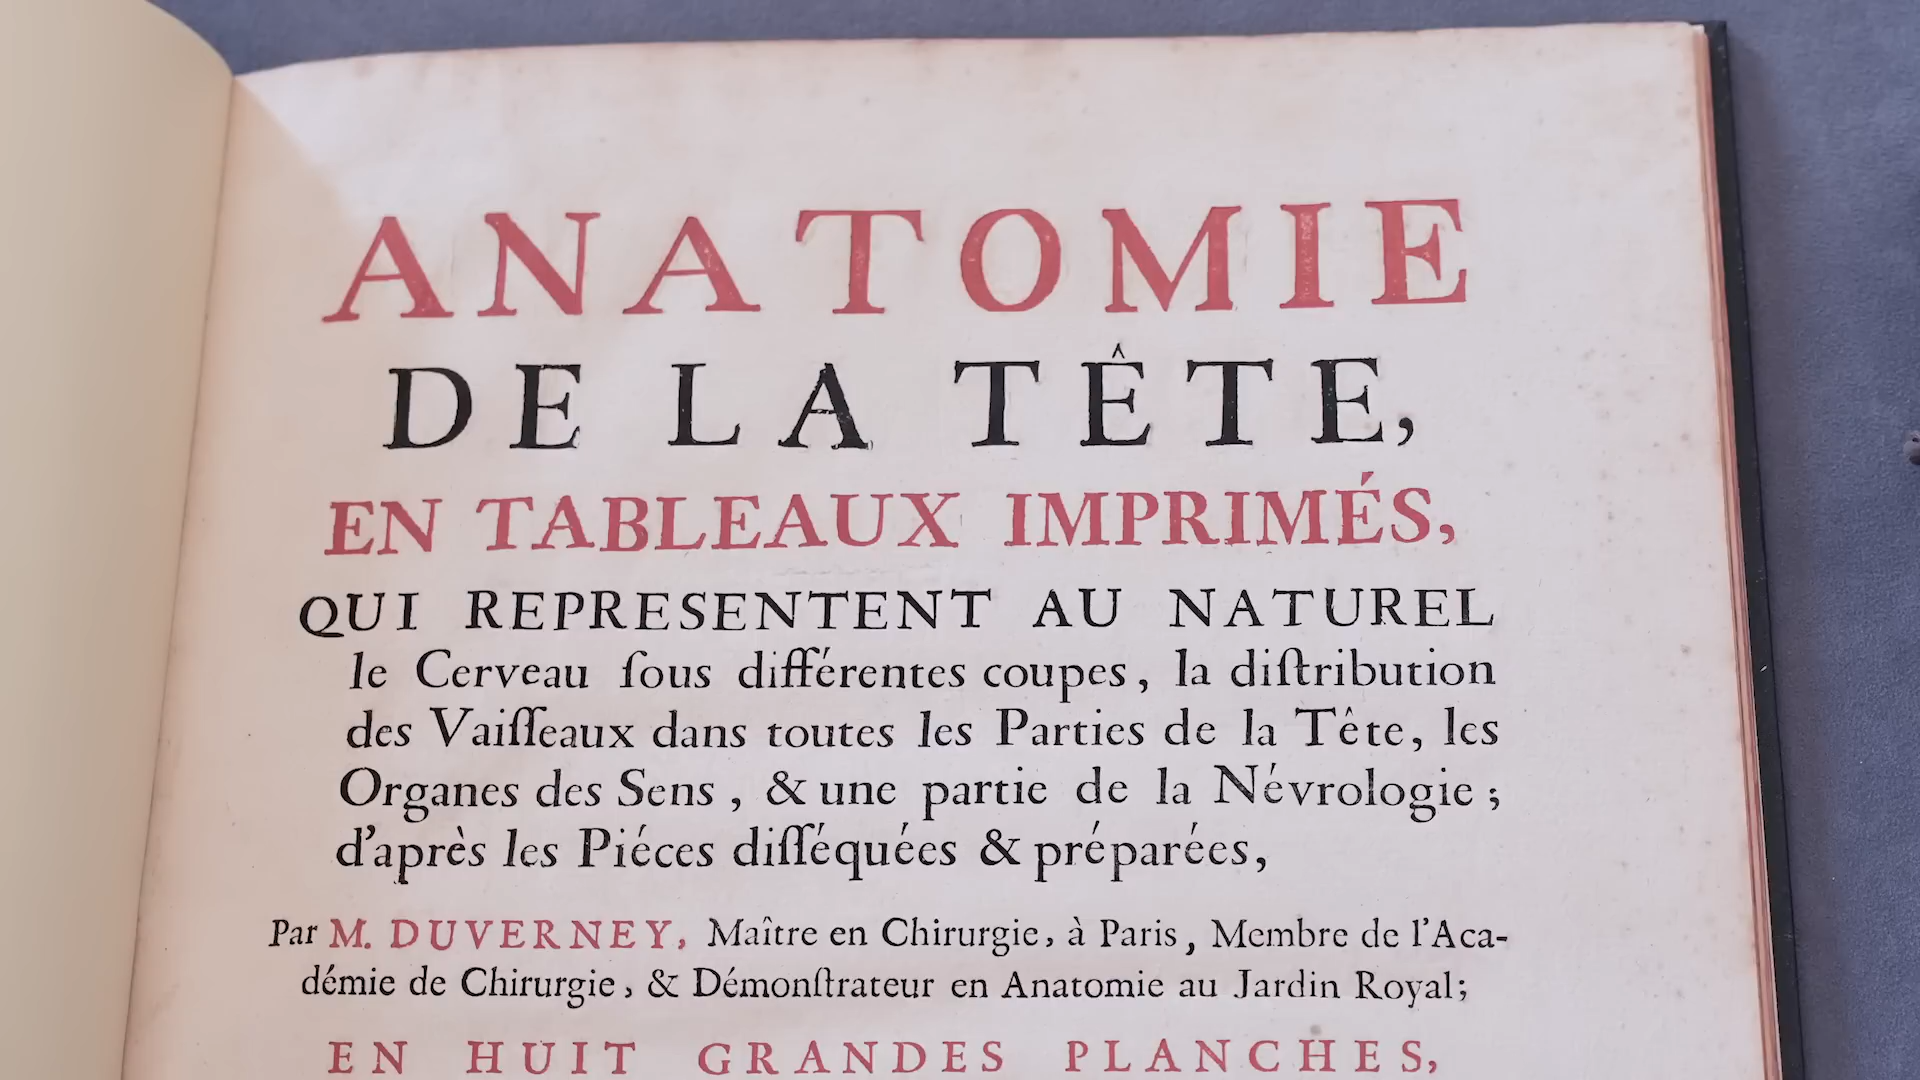 ANATOMIE
DE LA TÊTE,
EN TABLEAUX IMPRIMÉS,
QUI REPRESENTENT AU NATUREL
le Cerveau ſous différentes coupes, la diſtribution
des Vaiſſeaux dans toutes les Parties de la Tête, les
Organes des Sens, & une partie de la Névrologie;
d'après les Piéces diſſéquées & préparées,
Par M. DUVERNEY, Maître en Chirurgie, à Paris, Membre de l'Aca-
démie de Chirurgie, & Démonſtrateur en Anatomie au Jardin Royal;
EN HUIT GRANDES PLANCHES,